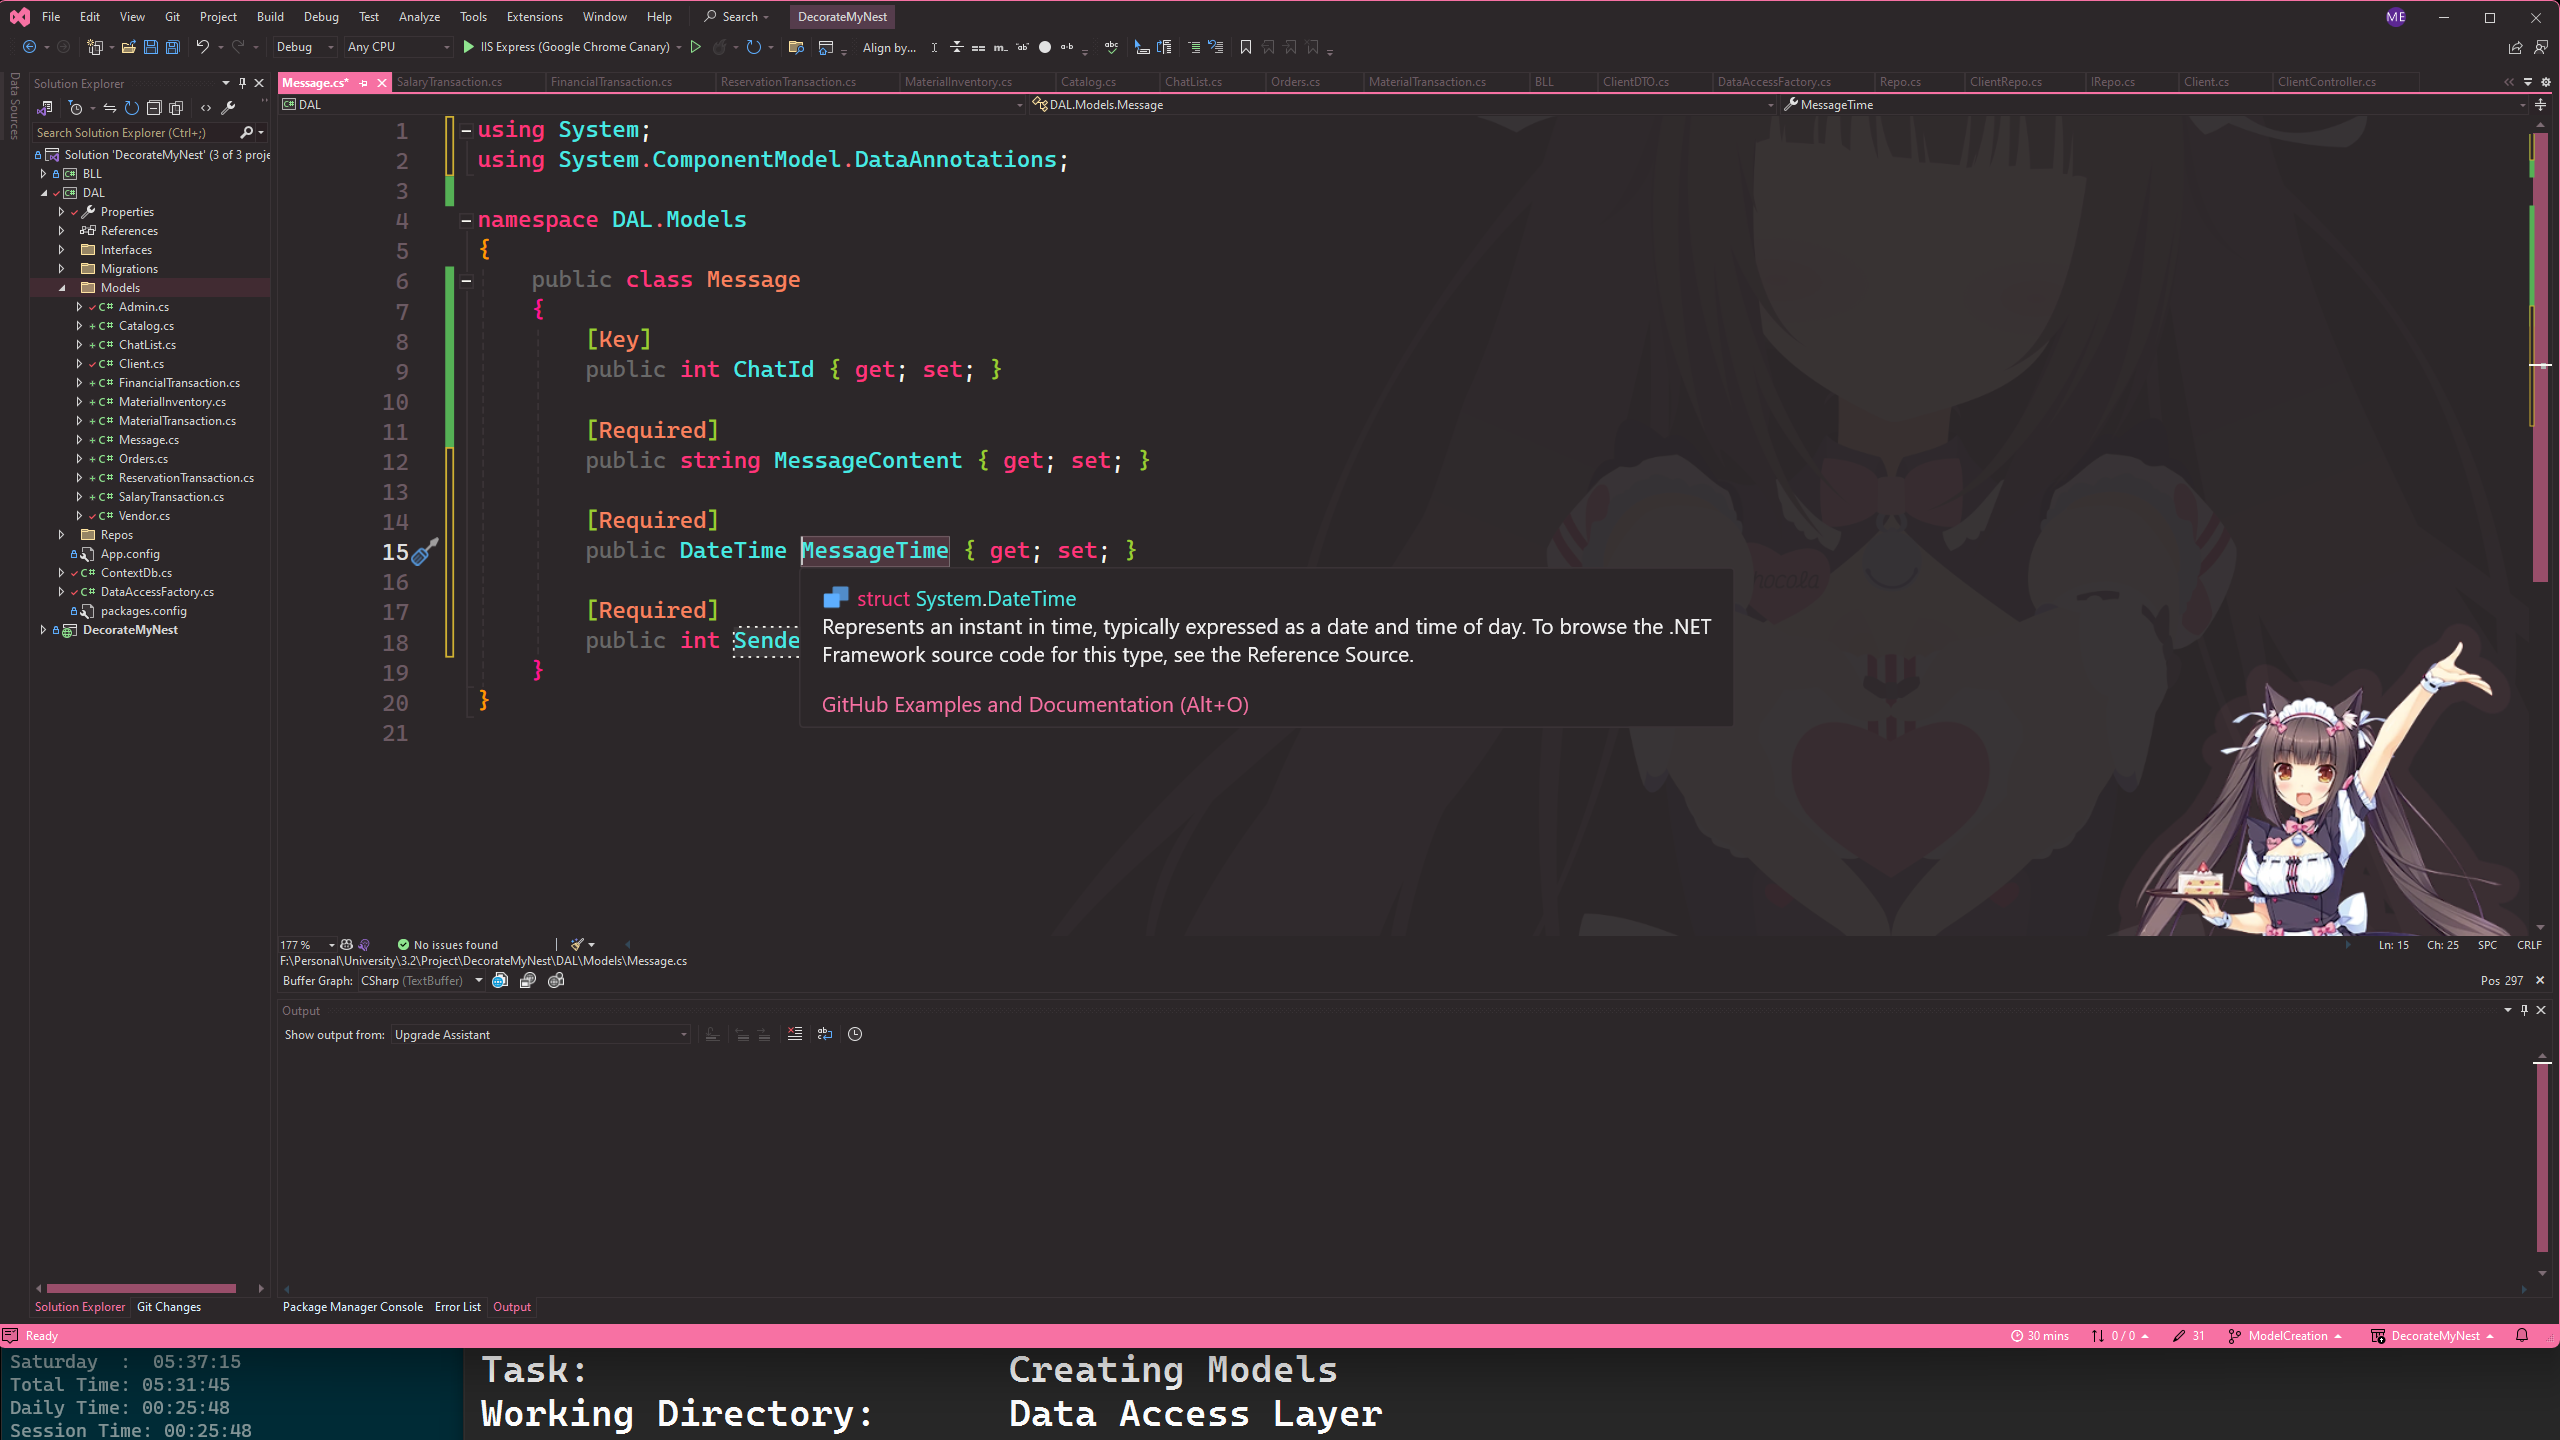 File Edit View Git Project Build Debug Test Analyze Tools Extensions Window Help Search DecorateMyNest ME
Debug Any CPU IIS Express (Google Chrome Canary) Align by...
Data Sources
Solution Explorer
Search Solution Explorer (Ctrl+;)
Solution 'DecorateMyNest' (3 of 3 proje
BLL
DAL
Properties
References
Interfaces
Migrations
Models
C# Admin.cs
C# Catalog.cs
C# ChatList.cs
C# Client.cs
C# FinancialTransaction.cs
C# MaterialInventory.cs
C# MaterialTransaction.cs
C# Message.cs
C# Orders.cs
C# ReservationTransaction.cs
C# SalaryTransaction.cs
C# Vendor.cs
Repos
App.config
C# ContextDb.cs
C# DataAccessFactory.cs
packages.config
DecorateMyNest
Solution Explorer Git Changes
Message.cs* SalaryTransaction.cs FinancialTransaction.cs ReservationTransaction.cs MaterialInventory.cs Catalog.cs ChatList.cs Orders.cs MaterialTransaction.cs BLL ClientDTO.cs DataAccessFactory.cs Repo.cs ClientRepo.cs IRepo.cs Client.cs ClientController.cs
DAL DAL.Models.Message MessageTime
1 using System;
2 using System.ComponentModel.DataAnnotations;
3
4 namespace DAL.Models
5 {
6 public class Message
7 {
8 [Key]
9 public int ChatId { get; set; }
10
11 [Required]
12 public string MessageContent { get; set; }
13
14 [Required]
15 public DateTime MessageTime { get; set; }
16
17 [Required]
18 public int Sende
19 }
20 }
21
struct System.DateTime
Represents an instant in time, typically expressed as a date and time of day. To browse the .NET
Framework source code for this type, see the Reference Source.
GitHub Examples and Documentation (Alt+O)
177 % No issues found Ln: 15 Ch: 25 SPC CRLF
F:\Personal\University\3.2\Project\DecorateMyNest\DAL\Models\Message.cs
Buffer Graph: CSharp (TextBuffer) Pos 297
Output
Show output from: Upgrade Assistant
Package Manager Console Error List Output
Ready 30 mins 0 / 0 31 ModelCreation DecorateMyNest
Saturday : 05:37:15
Total Time: 05:31:45
Daily Time: 00:25:48
Session Time: 00:25:48
Task: Creating Models
Working Directory: Data Access Layer